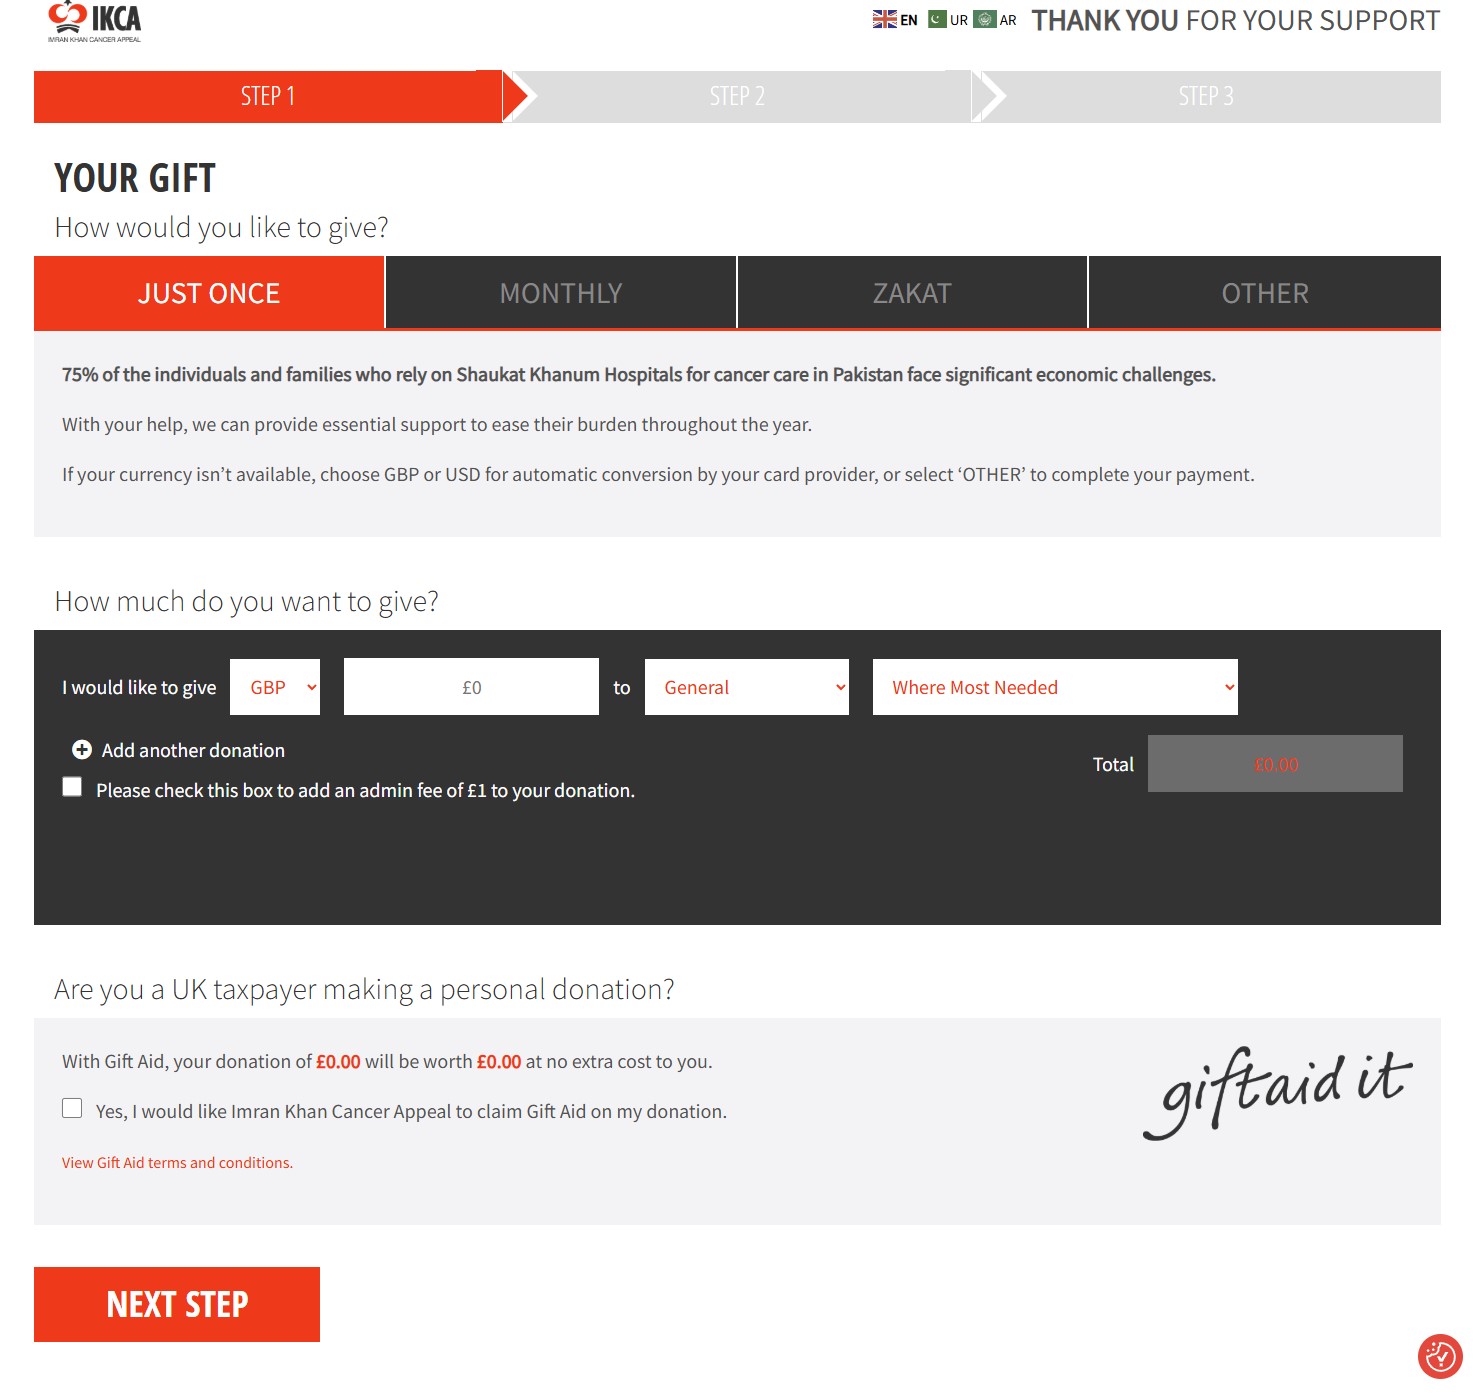 IKCA
IMRAN KHAN CANCER APPEAL
EN UR AR THANK YOU FOR YOUR SUPPORT
STEP 1 STEP 2 STEP 3
YOUR GIFT
How would you like to give?
JUST ONCE MONTHLY ZAKAT OTHER
75% of the individuals and families who rely on Shaukat Khanum Hospitals for cancer care in Pakistan face significant economic challenges.
With your help, we can provide essential support to ease their burden throughout the year.
If your currency isn’t available, choose GBP or USD for automatic conversion by your card provider, or select ‘OTHER’ to complete your payment.
How much do you want to give?
I would like to give GBP £0 to General Where Most Needed
Add another donation
Total £0.00
Please check this box to add an admin fee of £1 to your donation.
Are you a UK taxpayer making a personal donation?
With Gift Aid, your donation of £0.00 will be worth £0.00 at no extra cost to you.
giftaid it
Yes, I would like Imran Khan Cancer Appeal to claim Gift Aid on my donation.
View Gift Aid terms and conditions.
NEXT STEP